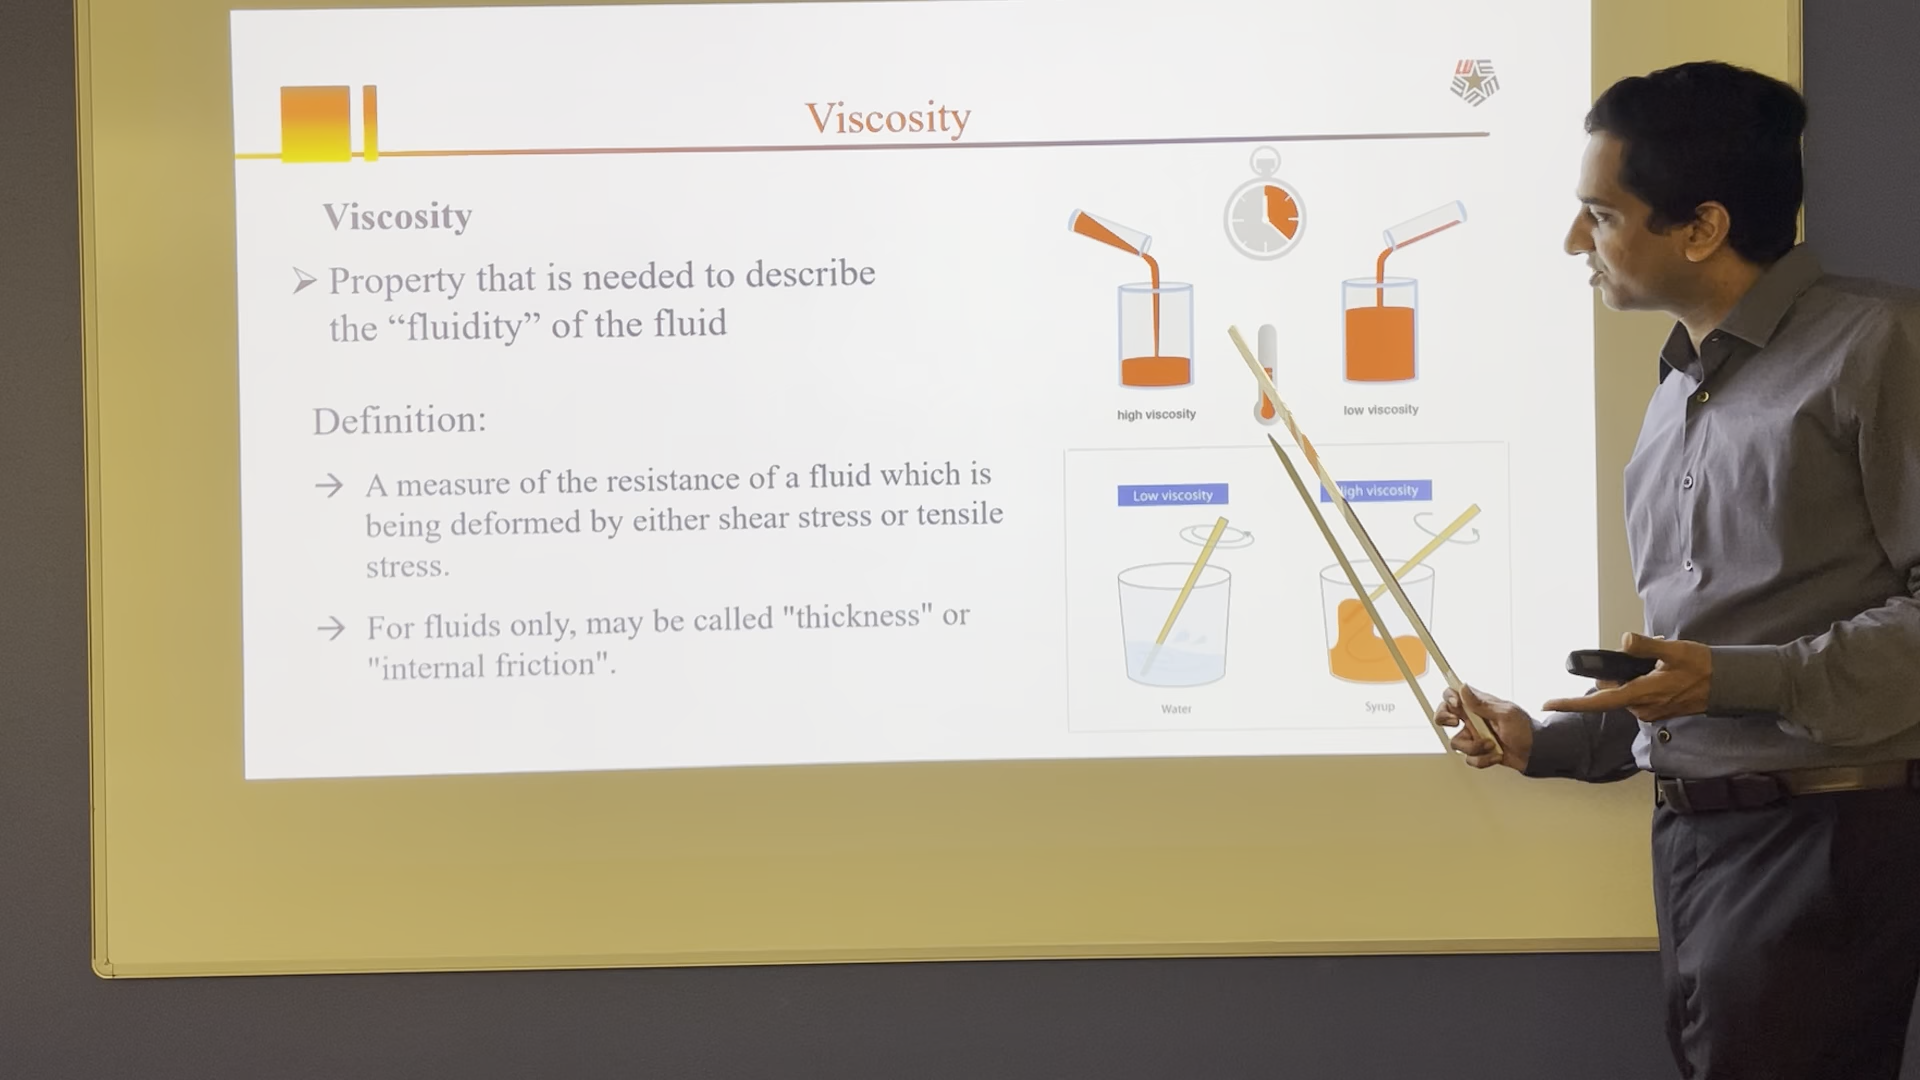 Viscosity
Viscosity
Property that is needed to describe
the “fluidity” of the fluid
Definition:
A measure of the resistance of a fluid which is
being deformed by either shear stress or tensile
stress.
For fluids only, may be called "thickness" or
"internal friction".
high viscosity
low viscosity
Low viscosity
High viscosity
Water
Syrup